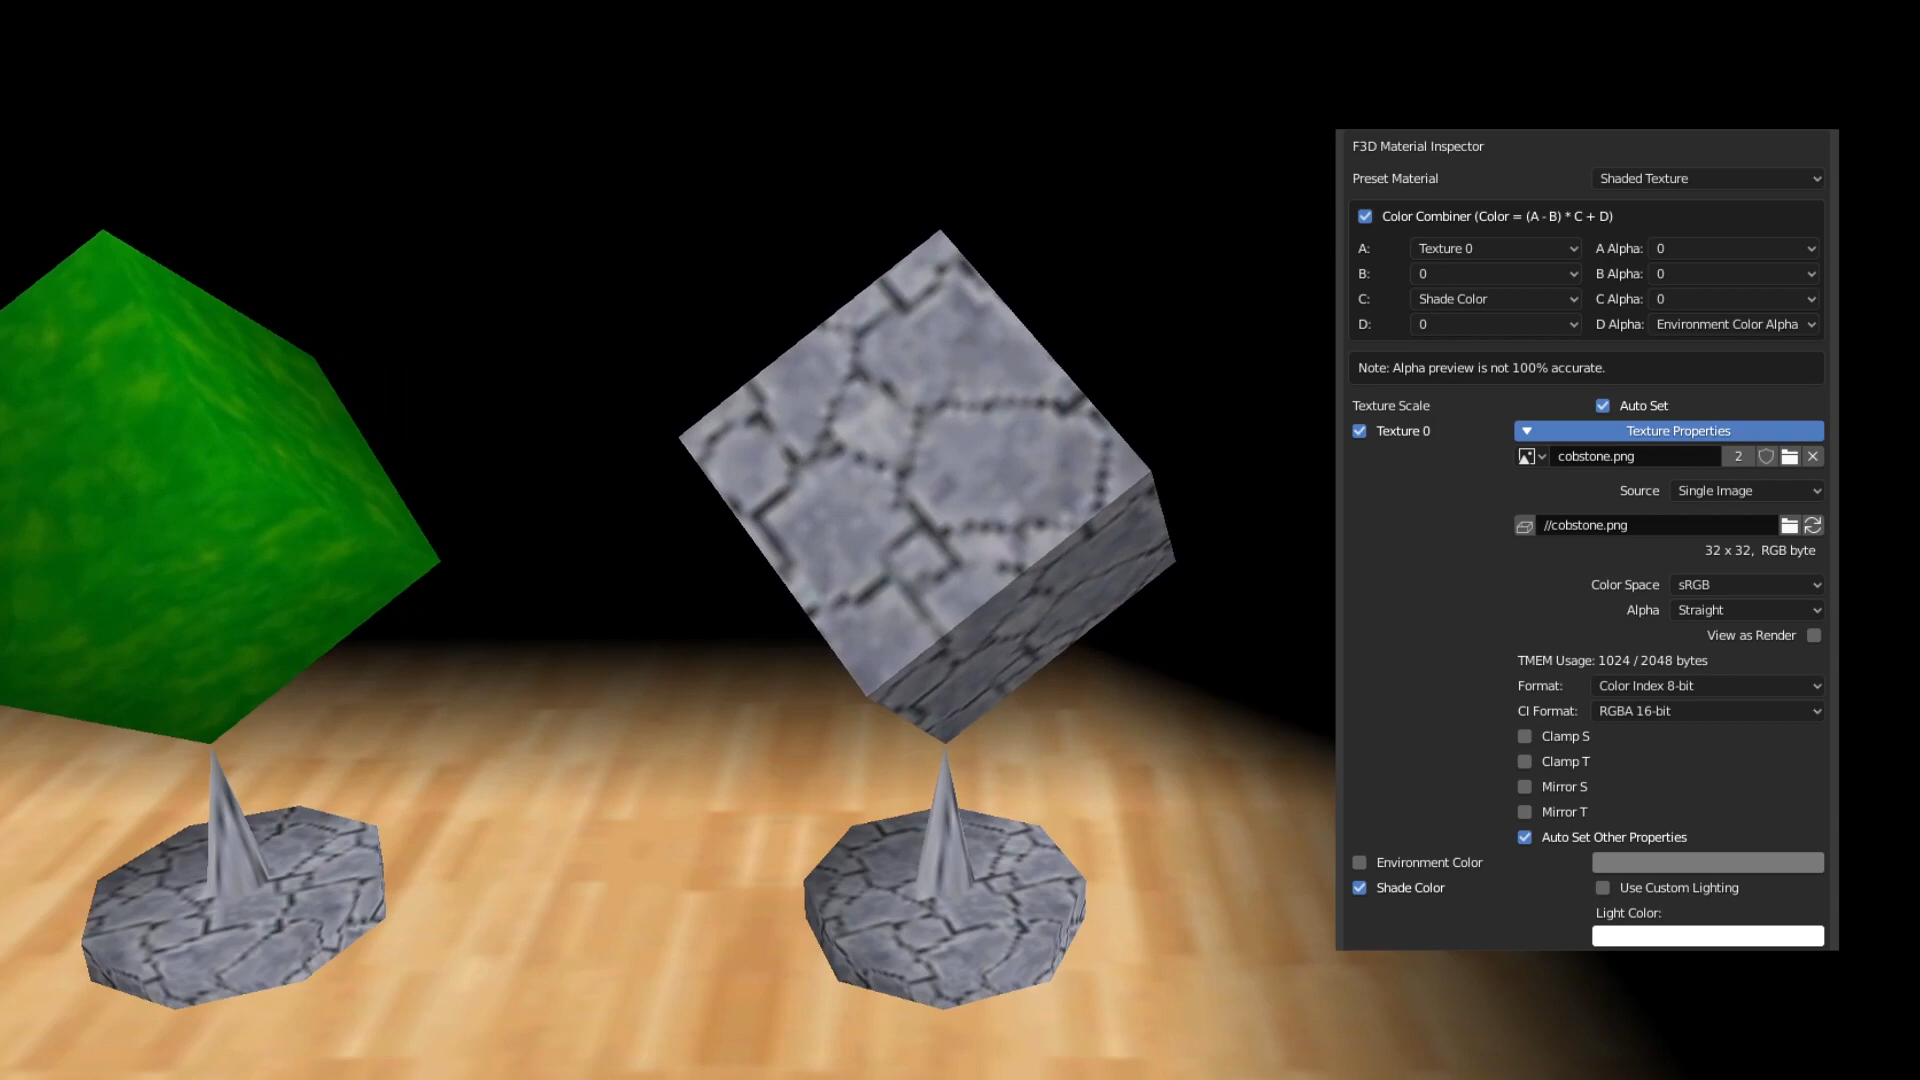 F3D Material Inspector
Preset Material Shaded Texture
Color Combiner (Color = (A - B) * C + D)
A: Texture 0 A Alpha: 0
B: 0 B Alpha: 0
C: Shade Color C Alpha: 0
D: 0 D Alpha: Environment Color Alpha
Note: Alpha preview is not 100% accurate.
Texture Scale Auto Set
Texture 0 Texture Properties
cobstone.png 2
Source Single Image
//cobstone.png
32 x 32, RGB byte
Color Space sRGB
Alpha Straight
View as Render
TMEM Usage: 1024 / 2048 bytes
Format: Color Index 8-bit
CI Format: RGBA 16-bit
Clamp S
Clamp T
Mirror S
Mirror T
Auto Set Other Properties
Environment Color
Shade Color Use Custom Lighting
Light Color: